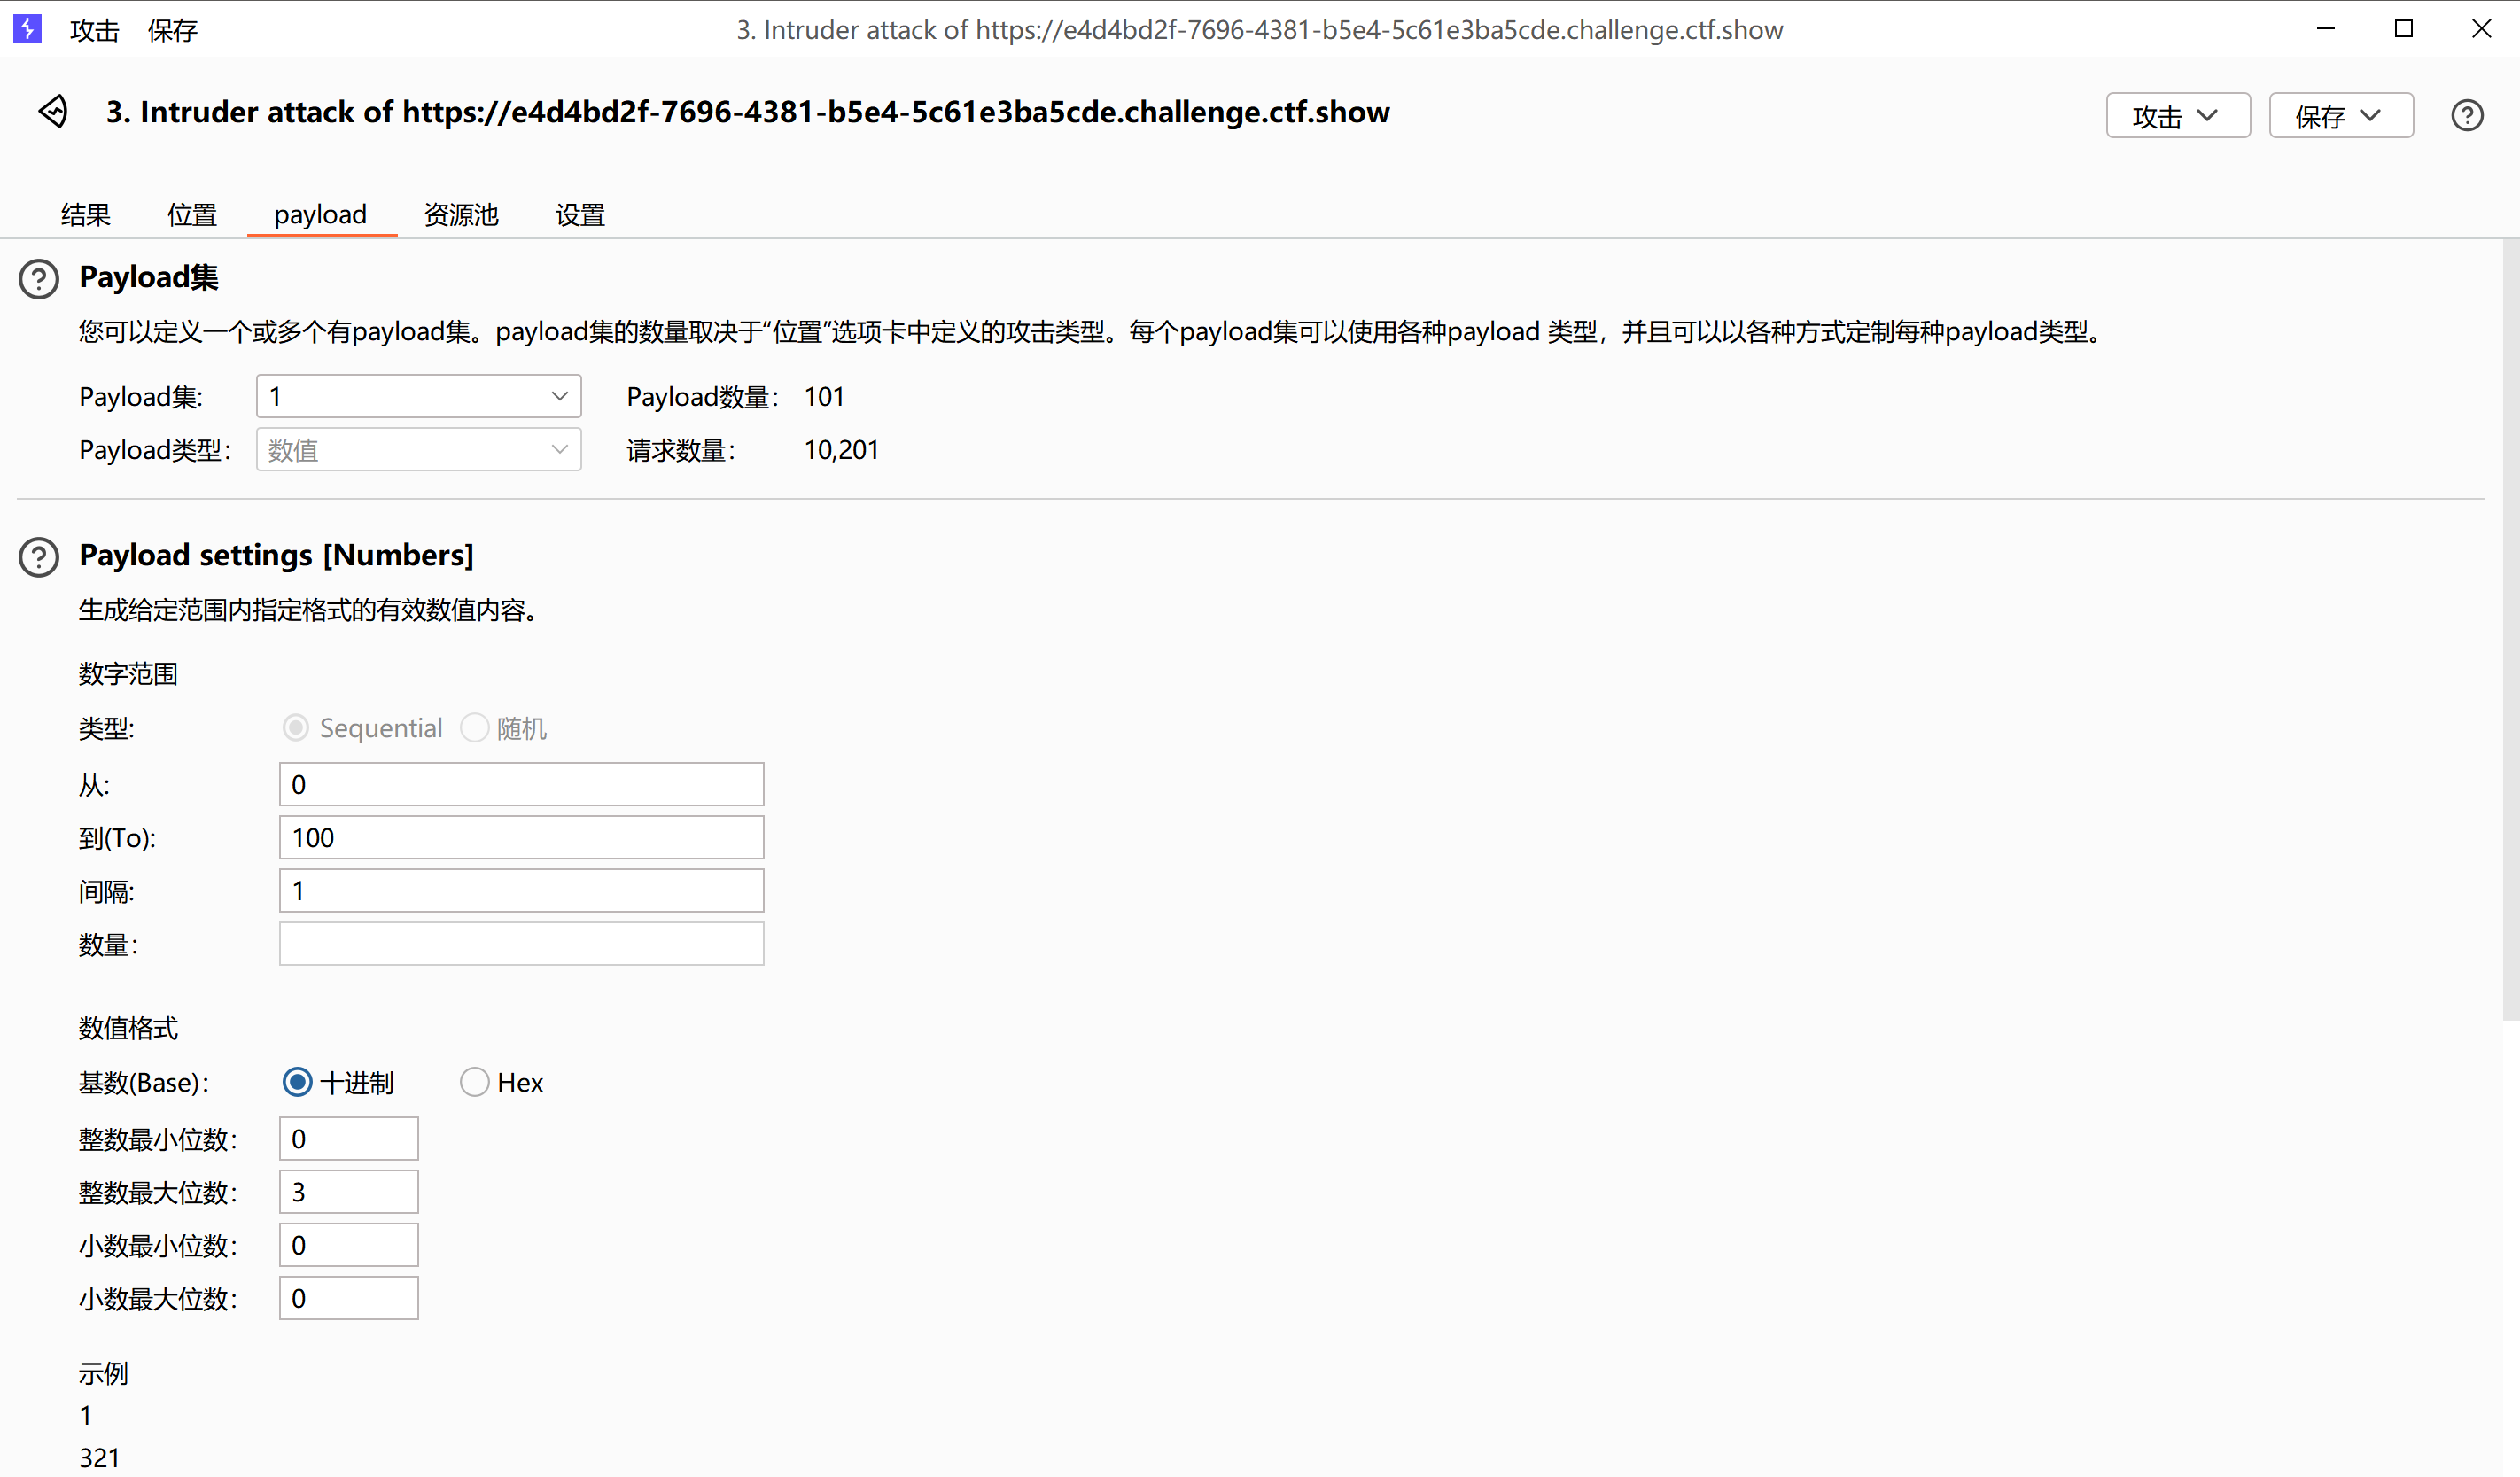 攻击 保存 3. Intruder attack of https://e4d4bd2f-7696-4381-b5e4-5c61e3ba5cde.challenge.ctf.show
3. Intruder attack of https://e4d4bd2f-7696-4381-b5e4-5c61e3ba5cde.challenge.ctf.show 攻击 保存
结果 位置 payload 资源池 设置
Payload集
您可以定义一个或多个有payload集。payload集的数量取决于“位置”选项卡中定义的攻击类型。每个payload集可以使用各种payload 类型，并且可以以各种方式定制每种payload类型。
Payload集: 1 Payload数量： 101
Payload类型： 数值 请求数量： 10,201
Payload settings [Numbers]
生成给定范围内指定格式的有效数值内容。
数字范围
类型: Sequential 随机
从: 0
到(To): 100
间隔: 1
数量：
数值格式
基数(Base)： 十进制 Hex
整数最小位数： 0
整数最大位数： 3
小数最小位数： 0
小数最大位数： 0
示例
1
321